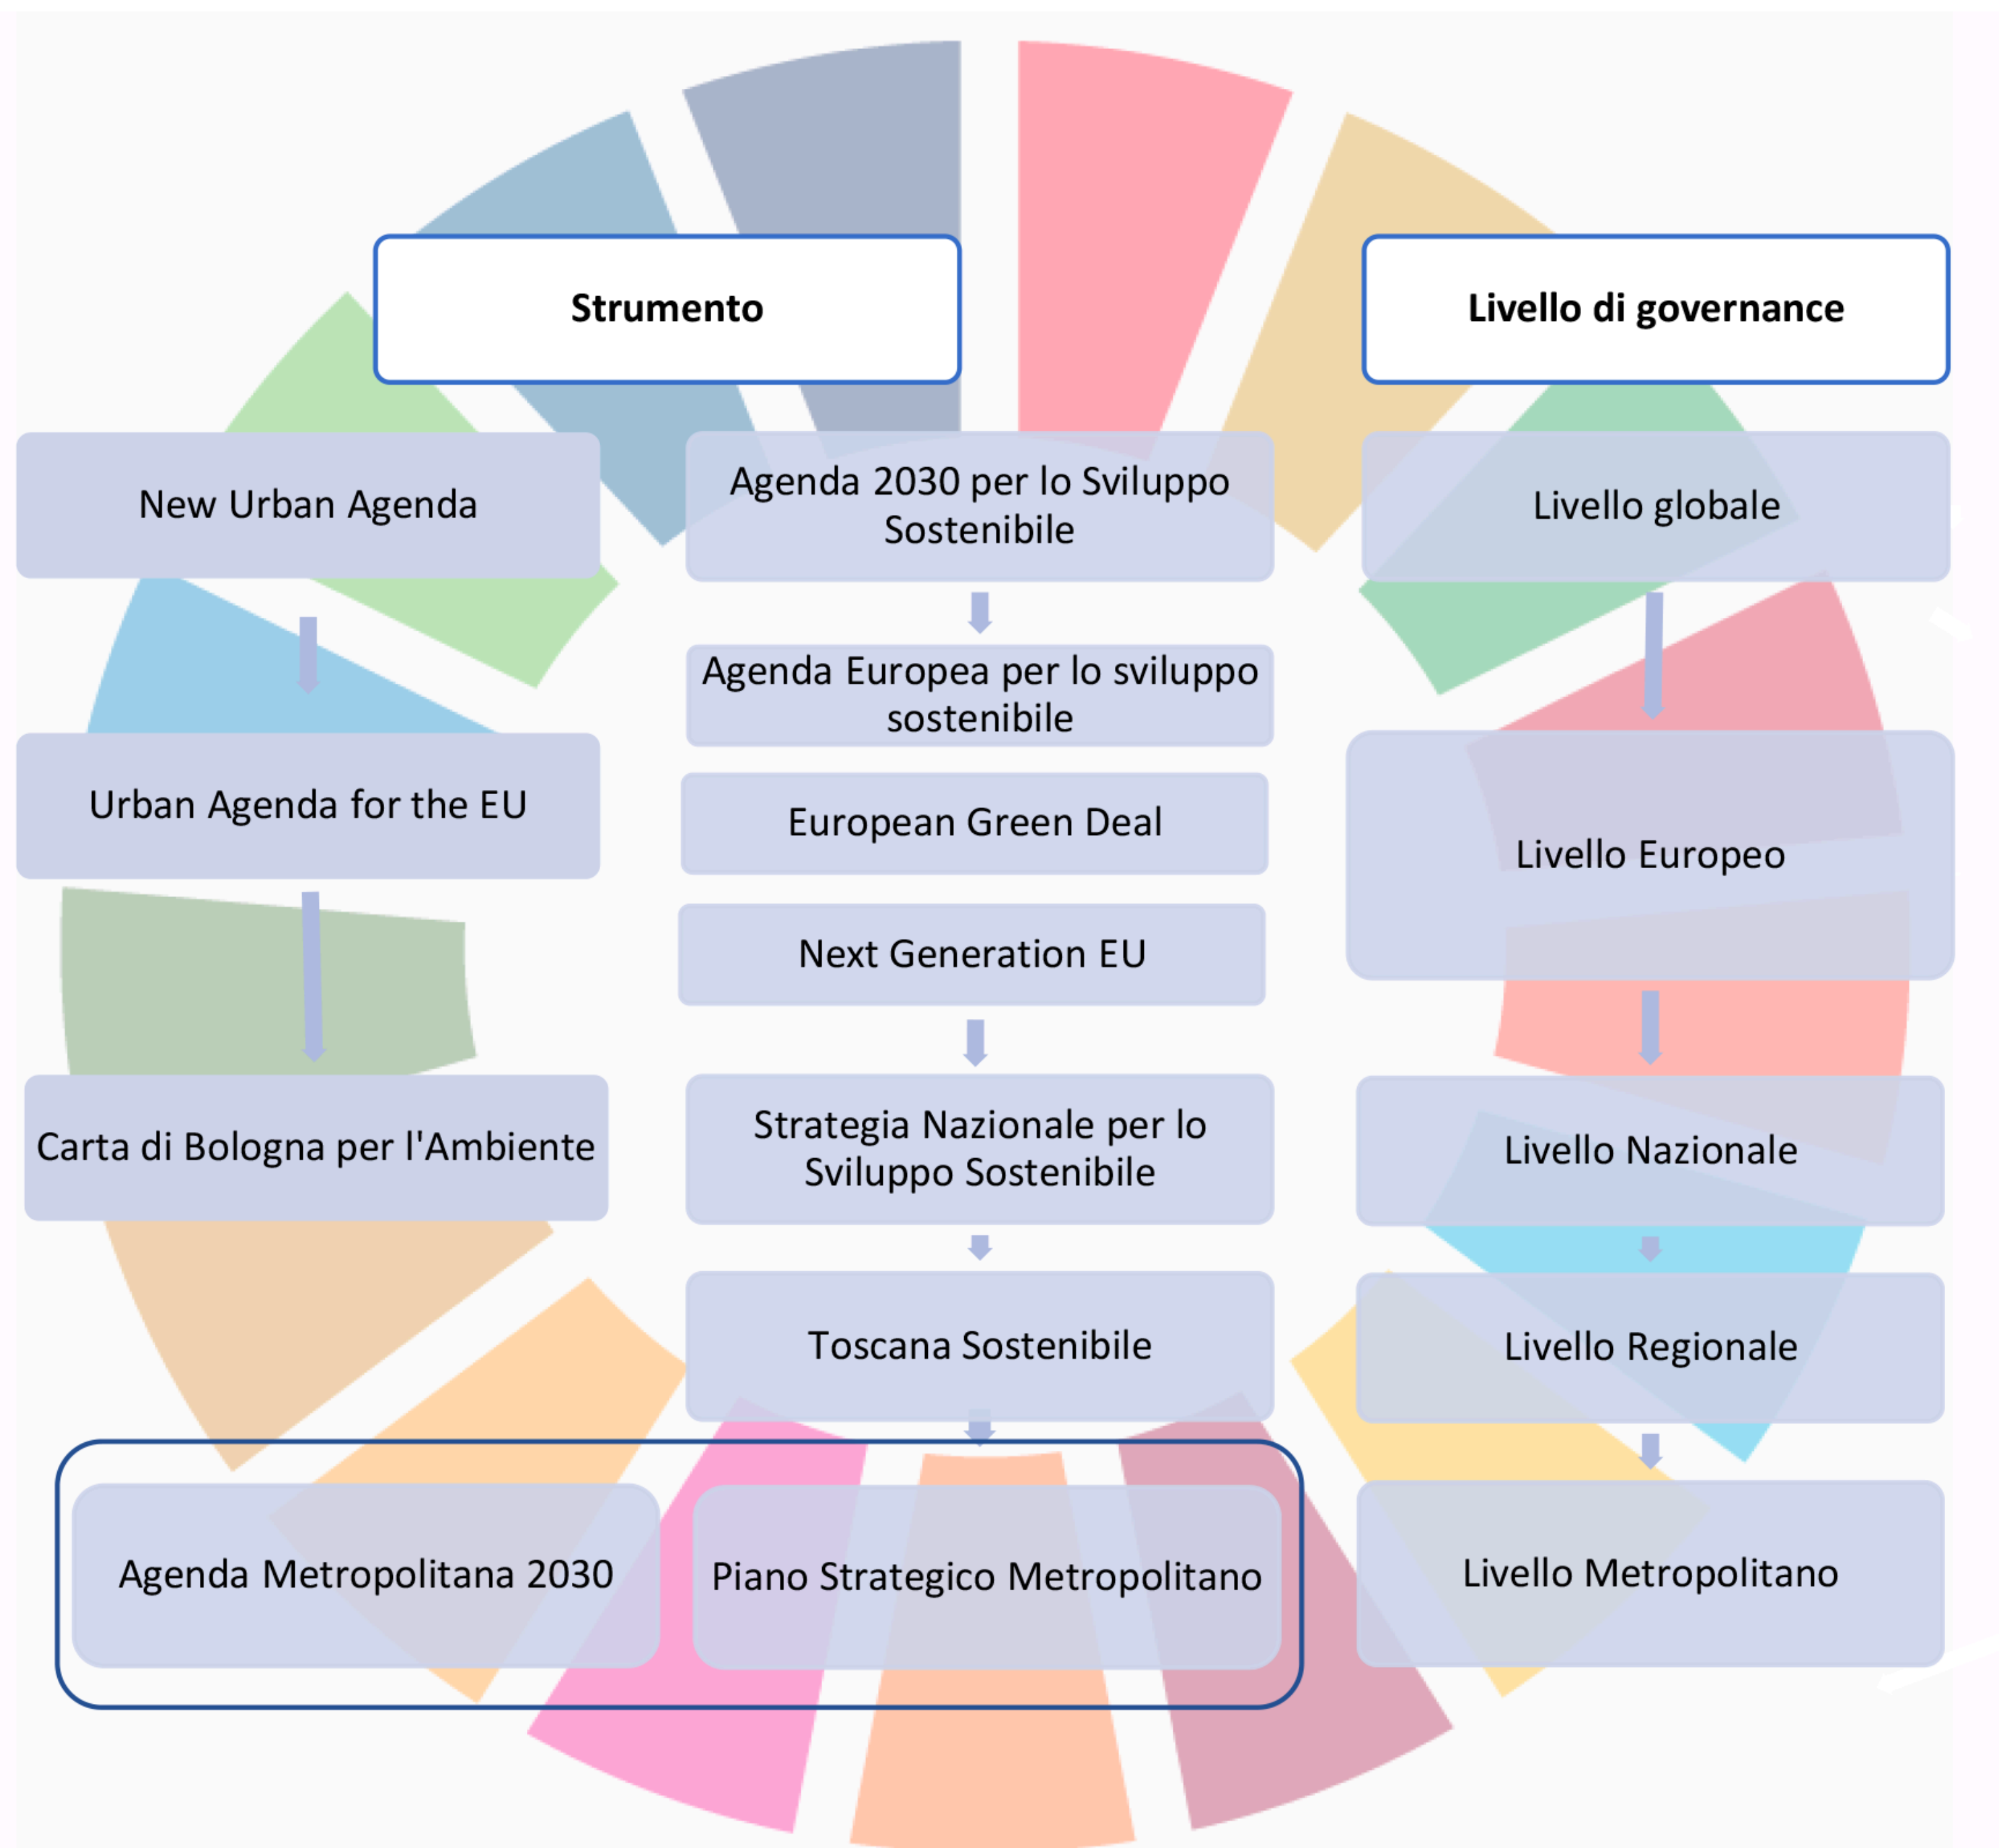 Strumento
Livello di governance
New Urban Agenda
Agenda 2030 per lo Sviluppo
Sostenibile
Livello globale
Agenda Europea per lo sviluppo
sostenibile
Urban Agenda for the EU
European Green Deal
Livello Europeo
Next Generation EU
Carta di Bologna per l'Ambiente
Strategia Nazionale per lo
Sviluppo Sostenibile
Livello Nazionale
Toscana Sostenibile
Livello Regionale
Agenda Metropolitana 2030
Piano Strategico Metropolitano
Livello Metropolitano